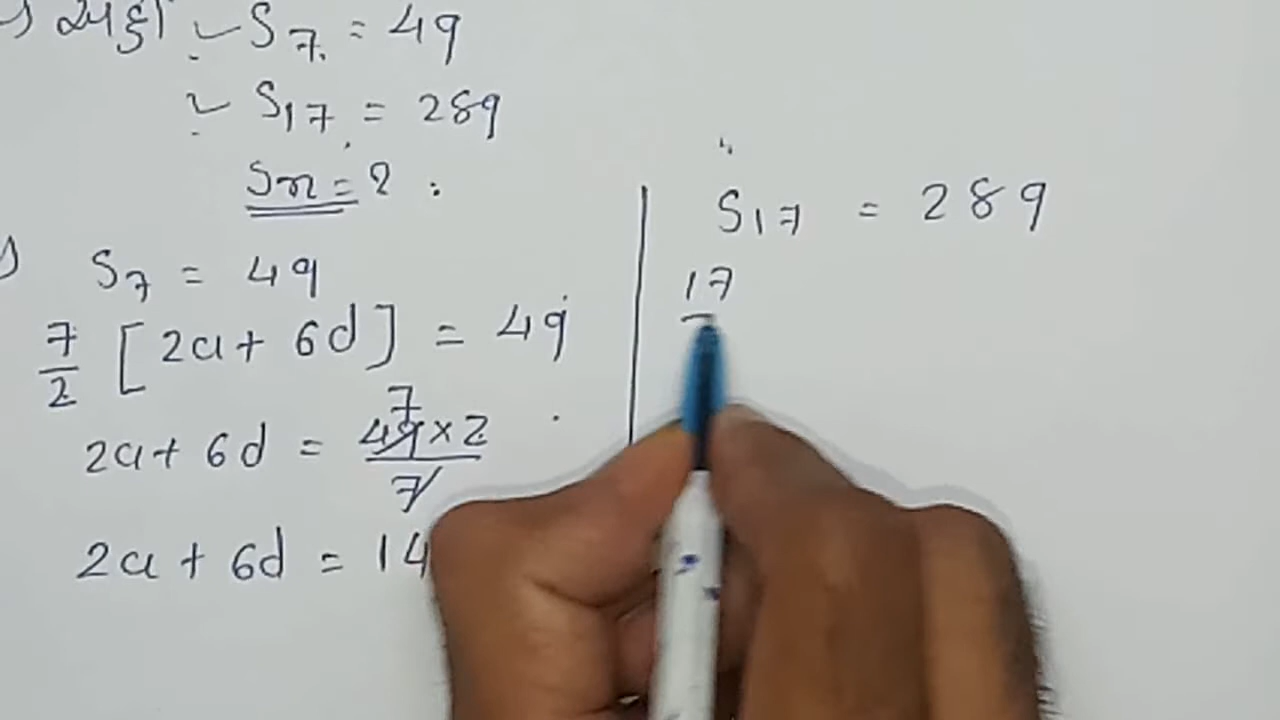 અહીં S7 = 49
S17 = 289
Sn = ?
S7 = 49
7/2 [2a + 6d] = 49
2a + 6d = 49 × 2 / 7
7
2a + 6d = 14
S17 = 289
17